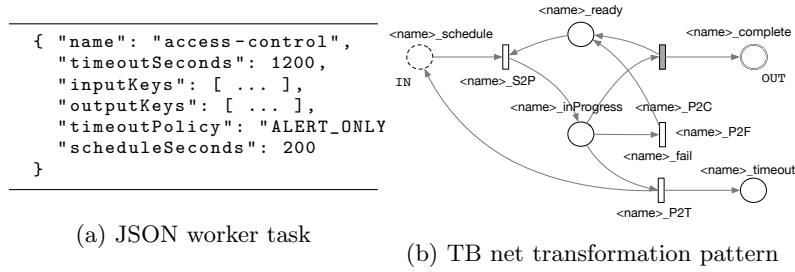 { "name": "access-control",
"timeoutSeconds": 1200,
"inputKeys": [ ... ],
"outputKeys": [ ... ],
"timeoutPolicy": "ALERT_ONLY
"scheduleSeconds": 200
}
(a) JSON worker task
<name>_ready
<name>_schedule
<name>_complete
IN
<name>_S2P
OUT
<name>_inProgress
<name>_P2C
<name>_P2F
<name>_fail
<name>_timeout
<name>_P2T
(b) TB net transformation pattern